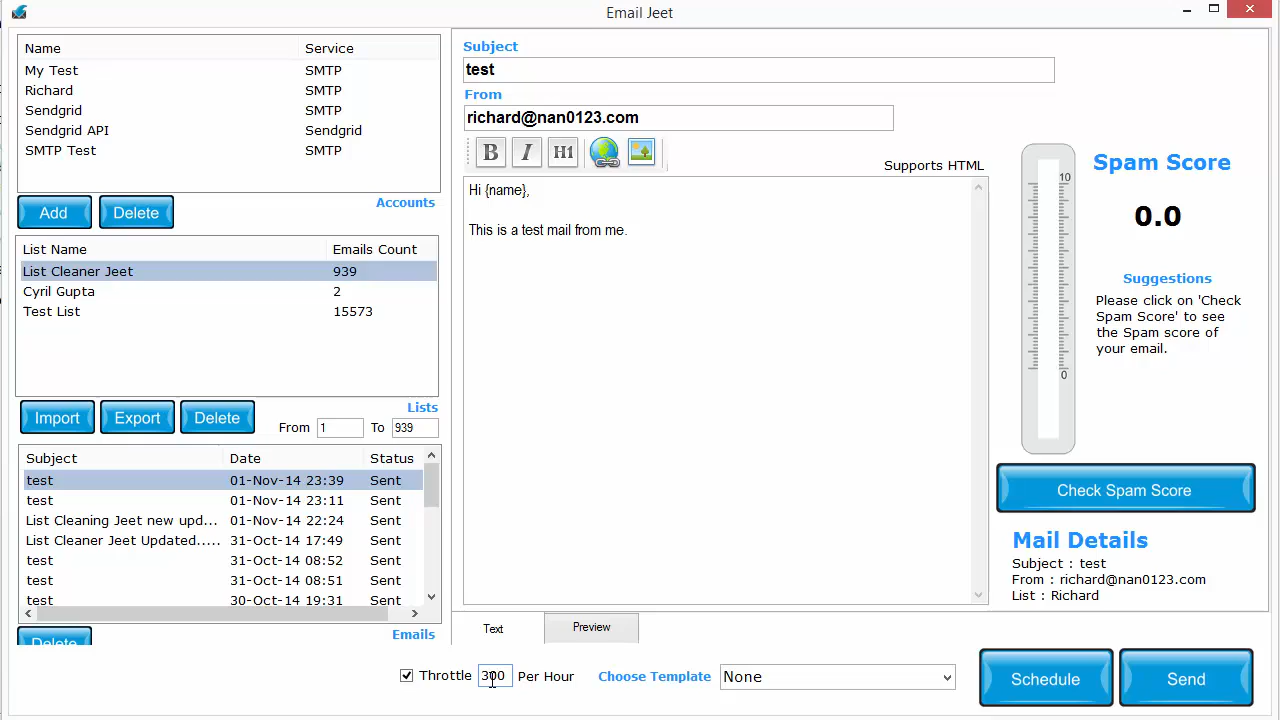 Email Jeet
Name Service
My Test SMTP
Richard SMTP
Sendgrid SMTP
Sendgrid API Sendgrid
SMTP Test SMTP
Add Delete Accounts
List Name Emails Count
List Cleaner Jeet 939
Cyril Gupta 2
Test List 15573
Lists
Import Export Delete From 1 To 939
Subject Date Status
test 01-Nov-14 23:39 Sent
test 01-Nov-14 23:11 Sent
List Cleaning Jeet new upd... 01-Nov-14 22:24 Sent
List Cleaner Jeet Updated..... 31-Oct-14 17:49 Sent
test 31-Oct-14 08:52 Sent
test 31-Oct-14 08:51 Sent
test 30-Oct-14 19:31 Sent
Delete Emails
Subject
test
From
richard@nan0123.com
B I H1 Supports HTML
Hi {name},
This is a test mail from me.
Text Preview
10
0
Spam Score
0.0
Suggestions
Please click on 'Check
Spam Score' to see
the Spam score of
your email.
Check Spam Score
Mail Details
Subject : test
From : richard@nan0123.com
List : Richard
Throttle 300 Per Hour Choose Template None Schedule Send